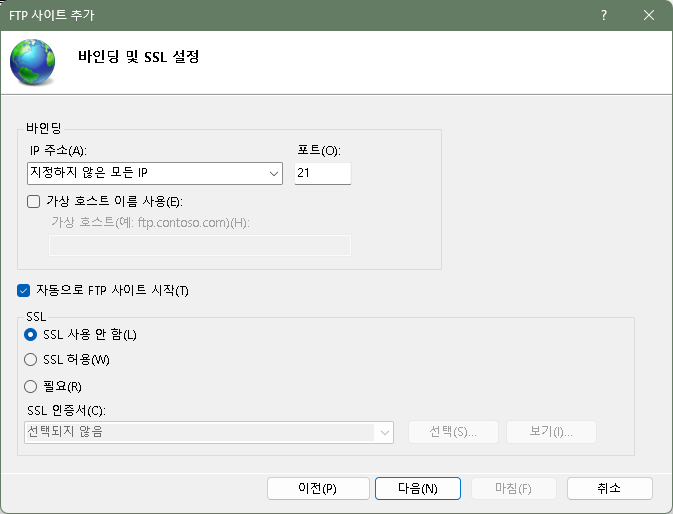 FTP 사이트 추가
?
바인딩 및 SSL 설정
바인딩
IP 주소(A):
포트(O):
지정하지 않은 모든 IP
21
가상 호스트 이름 사용(E):
가상 호스트(예: ftp.contoso.com)(H):
자동으로 FTP 사이트 시작(T)
SSL
SSL 사용 안 함(L)
SSL 허용(W)
필요(R)
SSL 인증서(C):
선택되지 않음
선택(S)...
보기(I)...
이전(P)
다음(N)
마침(F)
취소